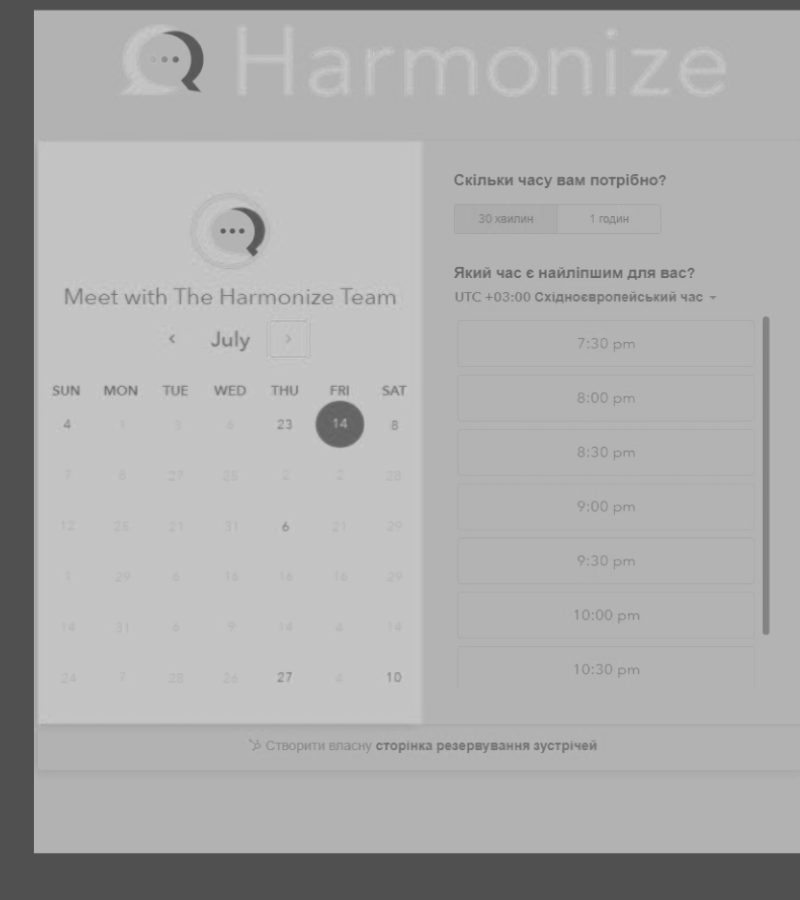 Harmonize
Meet with The Harmonize Team
July
SUN MON TUE WED THU FRI SAT
4 1 3 6 23 14 8
7 8 27 25 2 2 28
12 25 21 31 6 21 29
1 29 6 16 16 16 29
14 31 6 9 14 4 14
24 7 28 26 27 4 10
Скільки часу вам потрібно?
30 хвилин 1 годин
Який час є найліпшим для вас?
UTC +03:00 Східноєвропейський час
7:30 pm
8:00 pm
8:30 pm
9:00 pm
9:30 pm
10:00 pm
10:30 pm
Створити власну сторінка резервування зустрічей